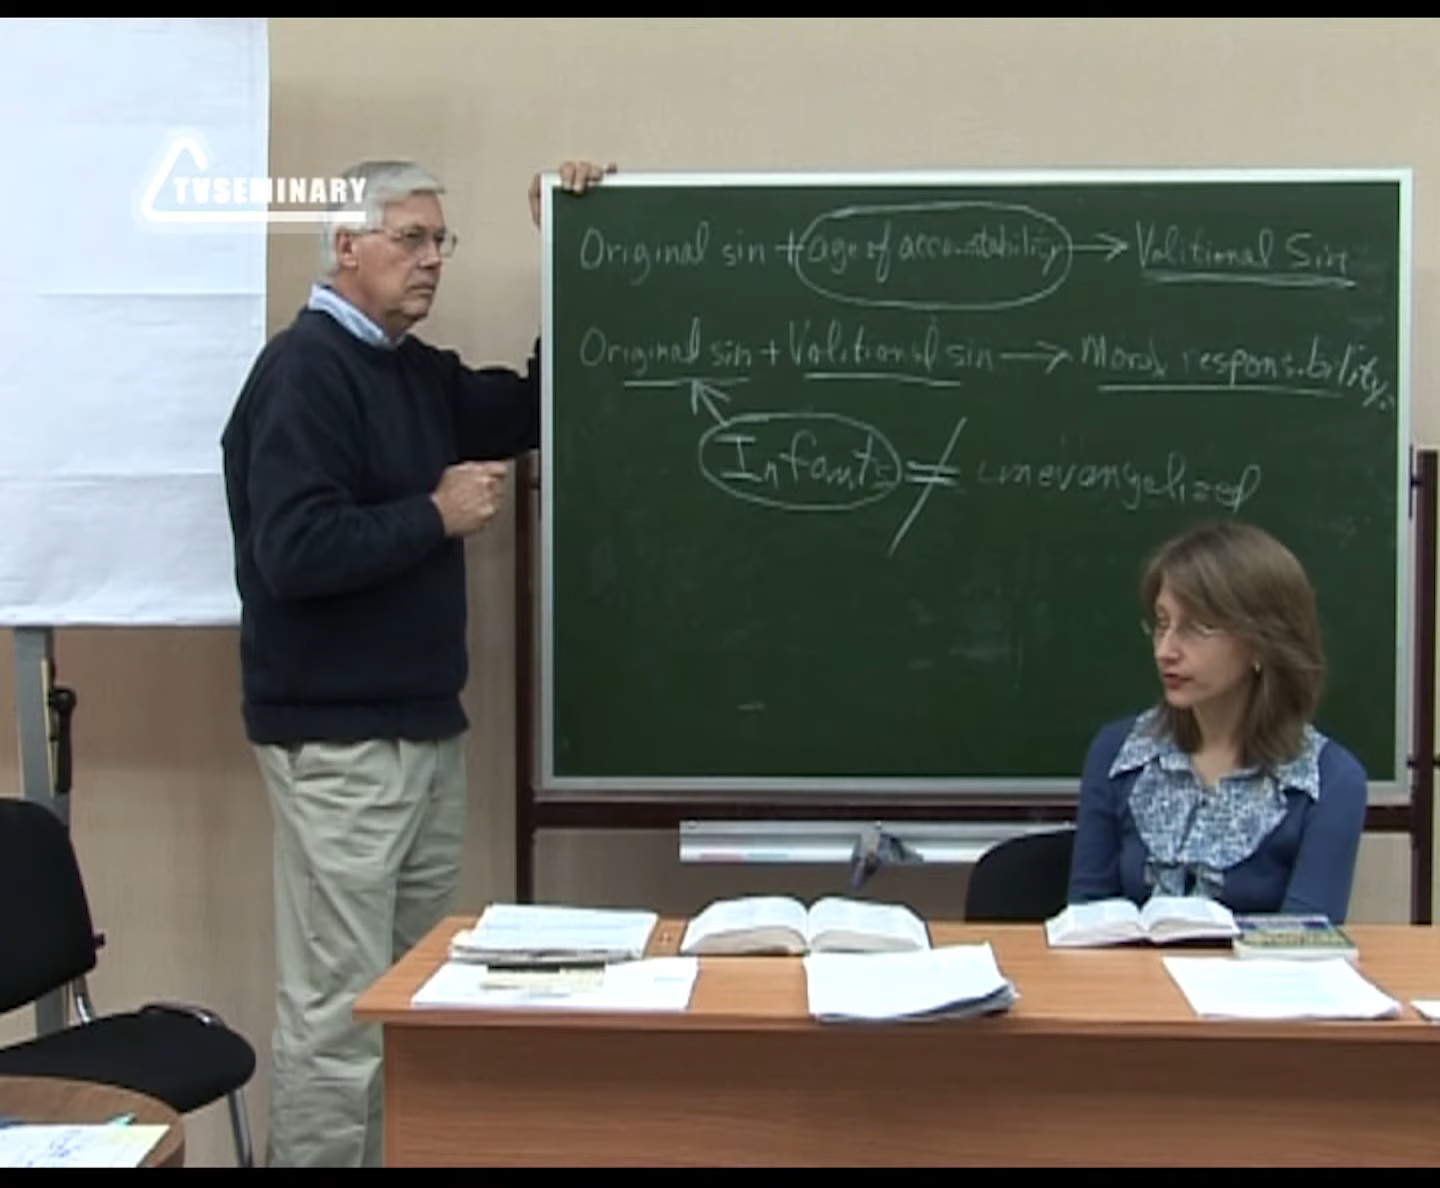 TVSEMINARY
Original sin + age of accountability → Volitional Sin
Original sin + Volitional sin → Moral responsibility
Infants ≠ unevangelized